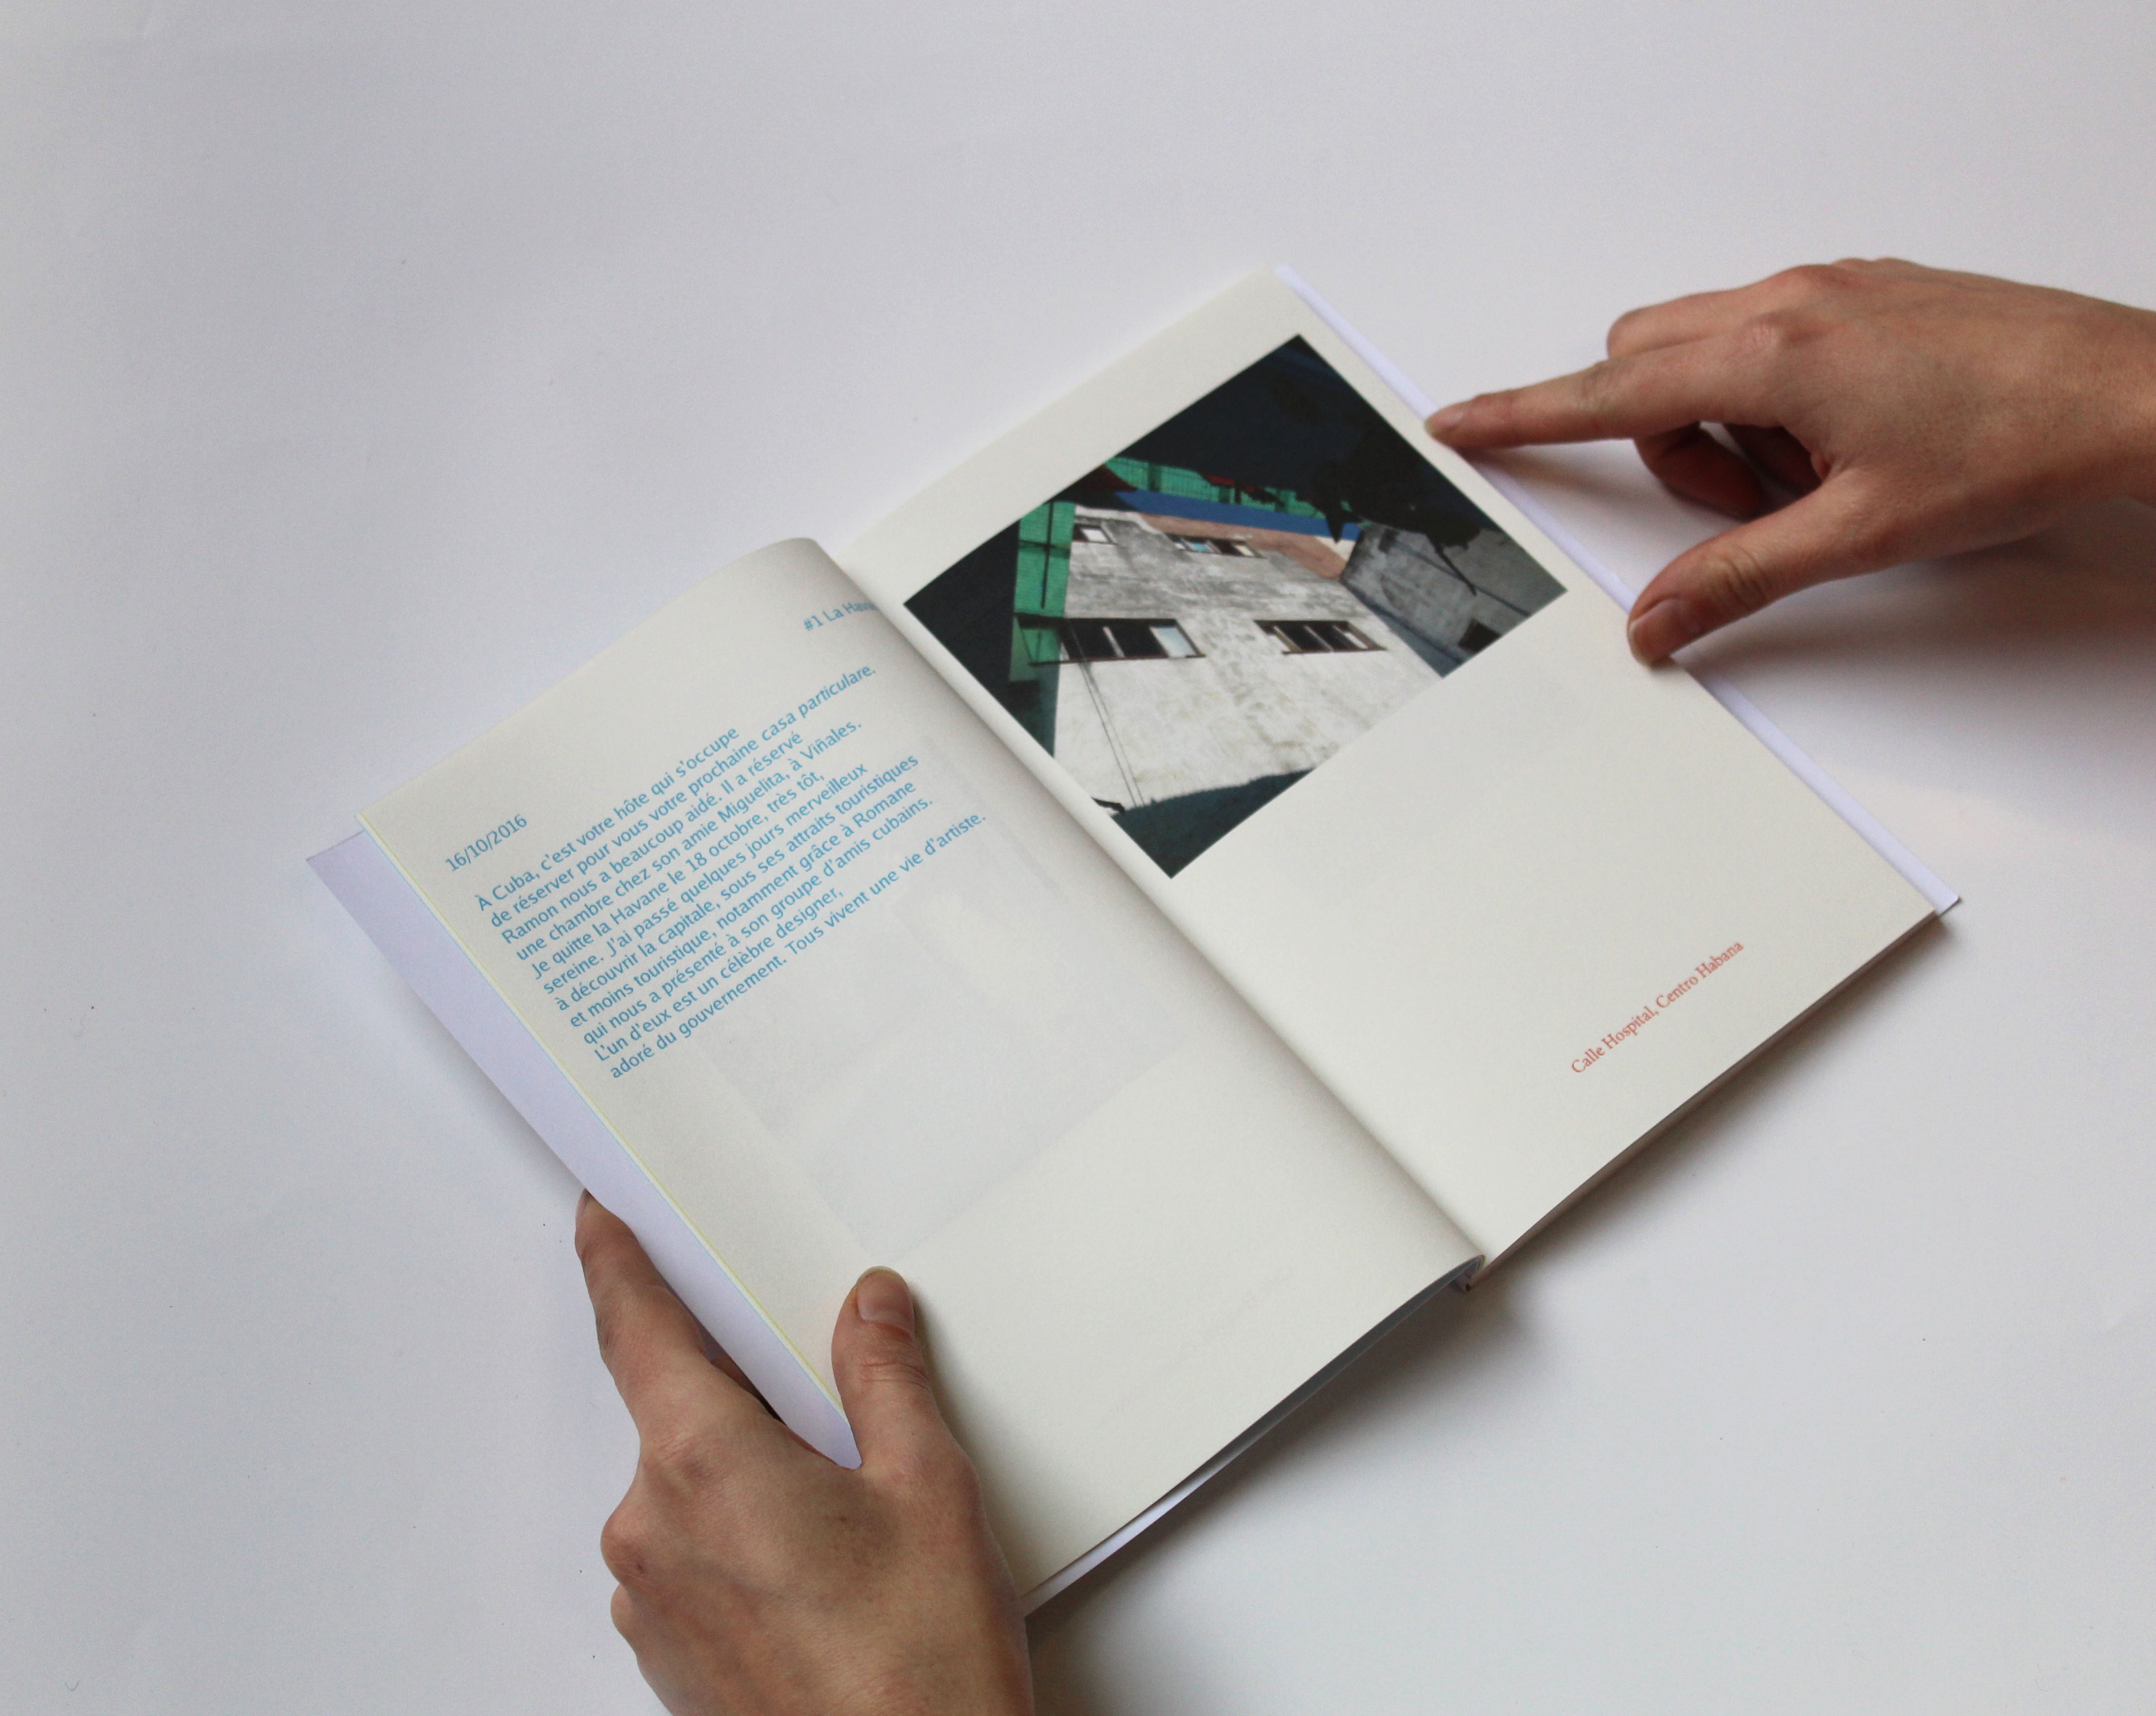 #1 La
16/10/2016
À Cuba, c'est votre hôte qui s'occupe
de réserver pour vous votre prochaine casa particulare.
Ramon nous a beaucoup aidé. Il a réservé
une chambre chez son amie Miguelita, à Viñales.
Je quitte la Havane le 18 octobre, très tôt,
sereine. J'ai passé quelques jours merveilleux
à découvrir la capitale, sous ses attraits touristiques
et moins touristique, notamment grâce à Romane
qui nous a présenté à son groupe d'amis cubains.
L'un d'eux est un célèbre designer,
adoré du gouvernement. Tous vivent une vie d'artiste.
Calle Hospital, Centro Habana